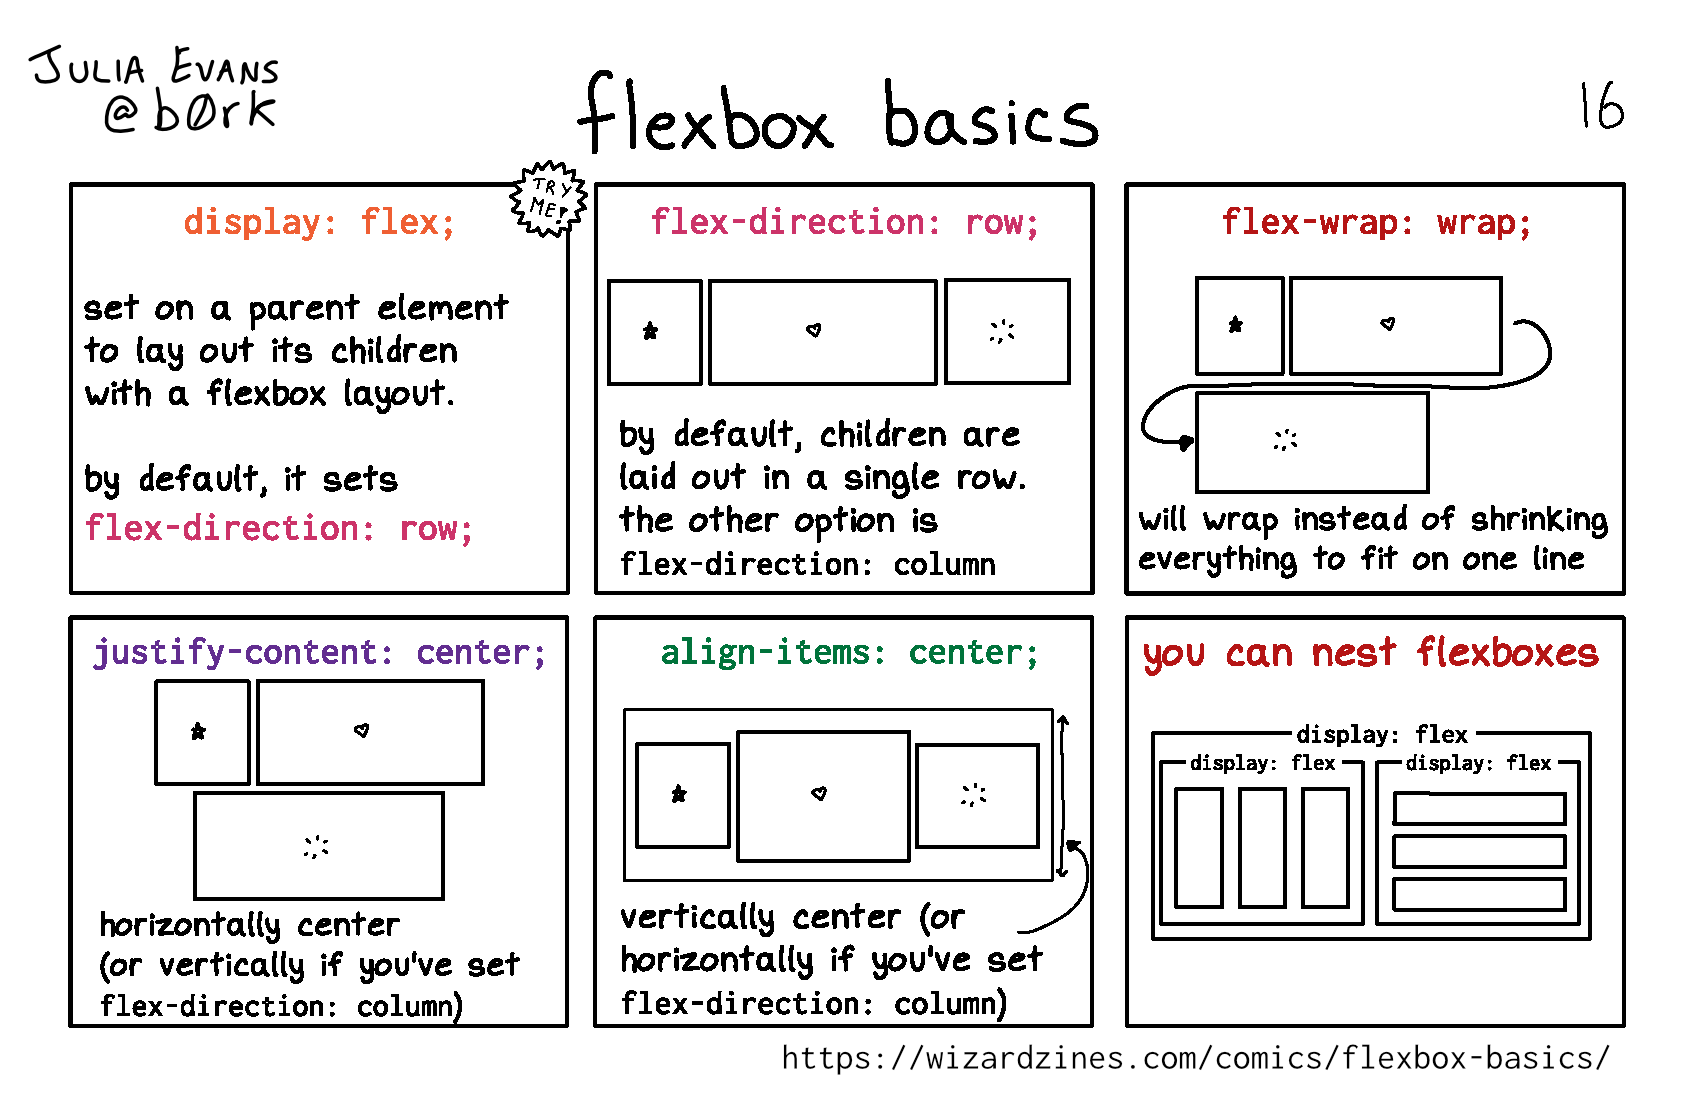 JULIA EVANS
@b0rk
flexbox basics
16
TRY
ME!
display: flex;
set on a parent element
to lay out its children
with a flexbox layout.
by default, it sets
flex-direction: row;
flex-direction: row;
by default, children are
laid out in a single row.
the other option is
flex-direction: column
flex-wrap: wrap;
will wrap instead of shrinking
everything to fit on one line
justify-content: center;
horizontally center
(or vertically if you've set
flex-direction: column)
align-items: center;
vertically center (or
horizontally if you've set
flex-direction: column)
you can nest flexboxes
display: flex
display: flex
display: flex
https://wizardzines.com/comics/flexbox-basics/